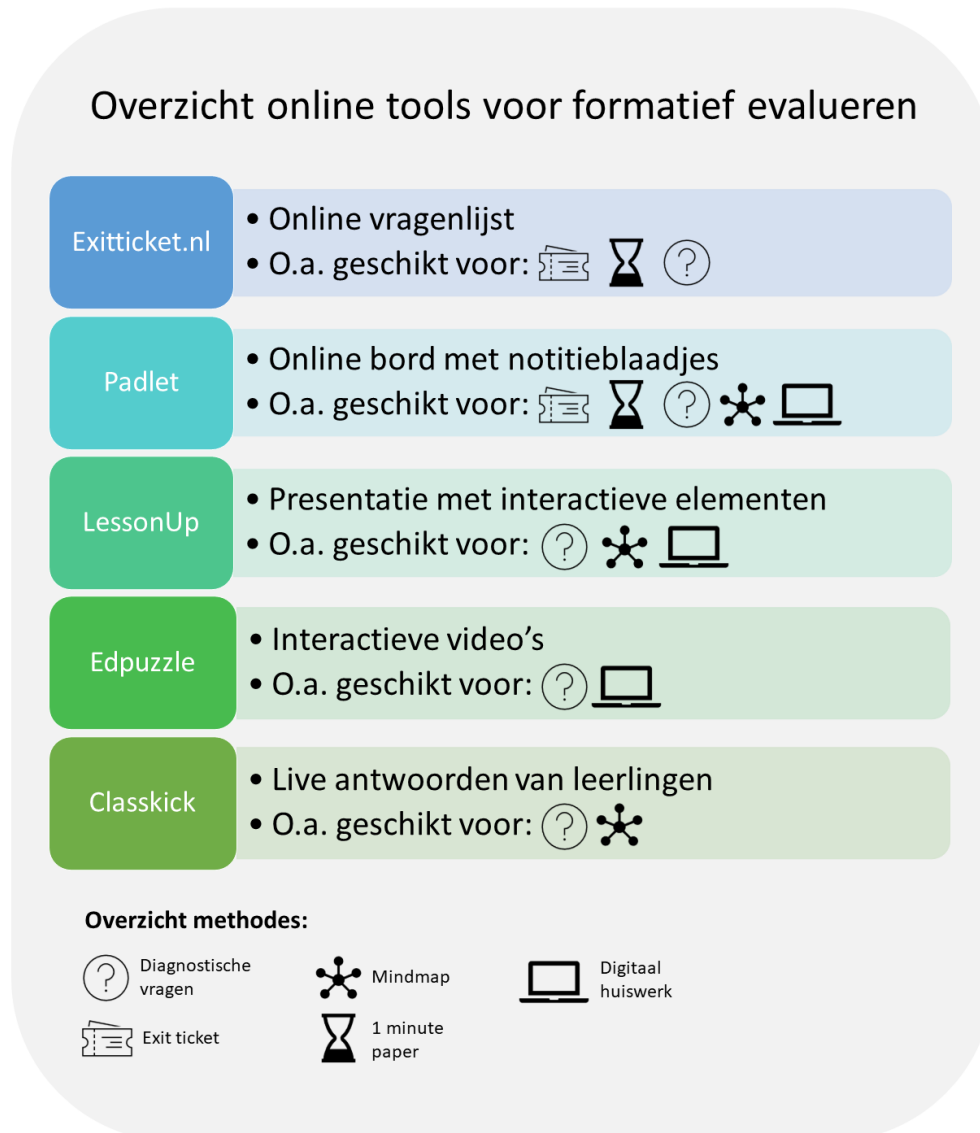 Overzicht online tools voor formatief evalueren
Exitticket.nl
• Online vragenlijst
• O.a. geschikt voor:
Padlet
• Online bord met notitieblaadjes
• O.a. geschikt voor:
LessonUp
• Presentatie met interactieve elementen
• O.a. geschikt voor:
Edpuzzle
• Interactieve video’s
• O.a. geschikt voor:
Classkick
• Live antwoorden van leerlingen
• O.a. geschikt voor:
Overzicht methodes:
Diagnostische
vragen
Mindmap
Digitaal
huiswerk
Exit ticket
1 minute
paper